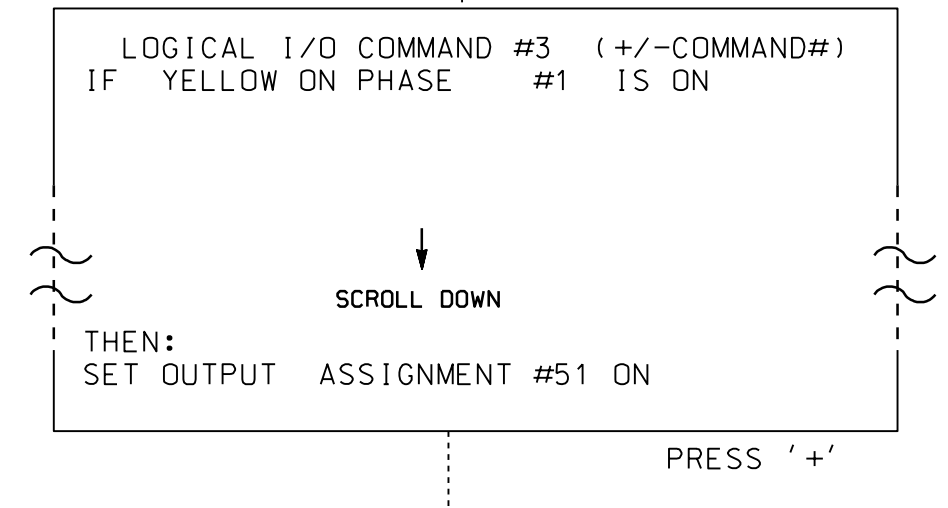 LOGICAL I/O COMMAND #3 (+/-COMMAND#)
IF YELLOW ON PHASE #1 IS ON
SCROLL DOWN
THEN:
SET OUTPUT ASSIGNMENT #51 ON
PRESS '+'